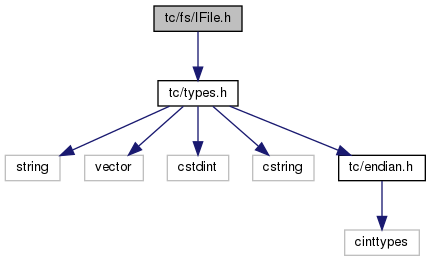 tc/fs/IFile.h
tc/types.h
string
vector
cstdint
cstring
tc/endian.h
cinttypes